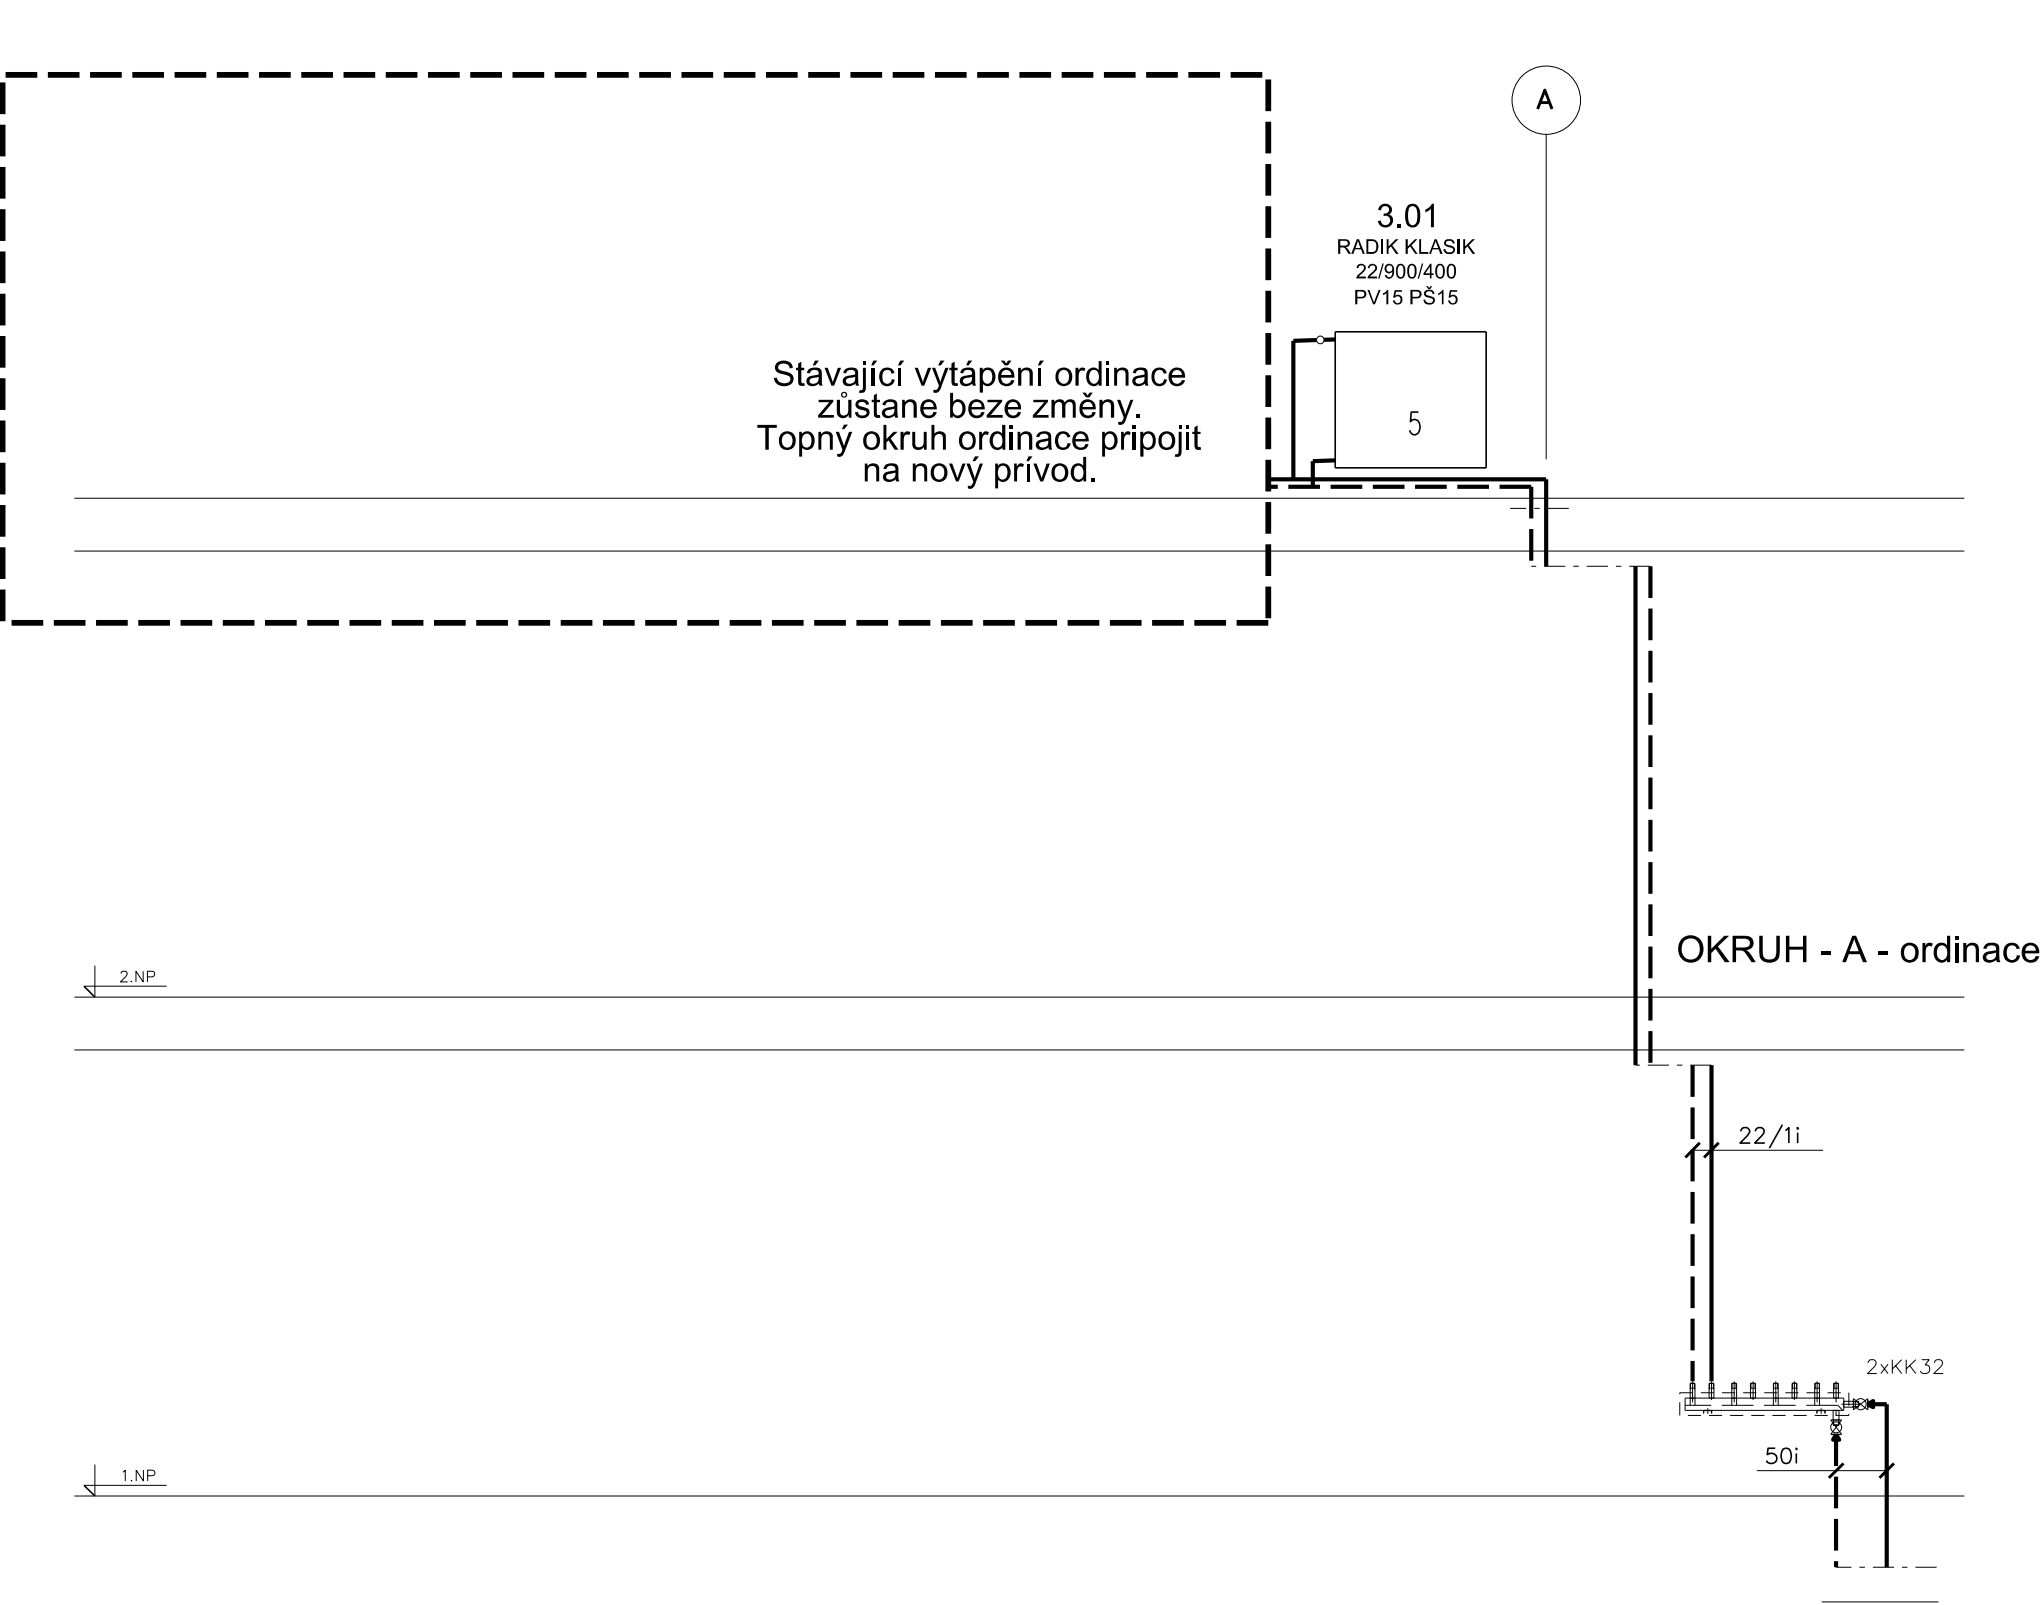 A
3.01
RADIK KLASIK
22/900/400
PV15 PŠ15
5
Stávající výtápění ordinace
zůstane beze změny.
Topný okruh ordinace pripojit
na nový prívod.
OKRUH - A - ordinace
2.NP
22/1i
2xKK32
50i
1.NP